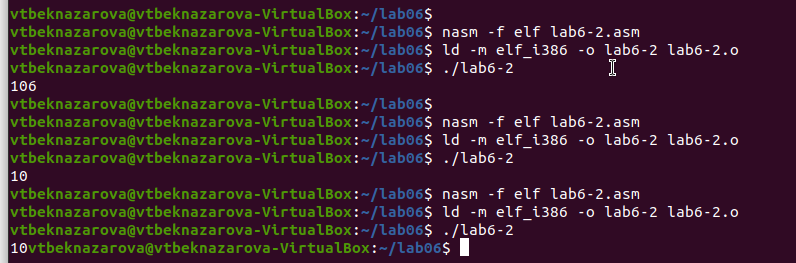 vtbeknazarova@vtbeknazarova-VirtualBox:~/lab06$
vtbeknazarova@vtbeknazarova-VirtualBox:~/lab06$ nasm -f elf lab6-2.asm
vtbeknazarova@vtbeknazarova-VirtualBox:~/lab06$ ld -m elf_i386 -o lab6-2 lab6-2.o
vtbeknazarova@vtbeknazarova-VirtualBox:~/lab06$ ./lab6-2
106
vtbeknazarova@vtbeknazarova-VirtualBox:~/lab06$
vtbeknazarova@vtbeknazarova-VirtualBox:~/lab06$ nasm -f elf lab6-2.asm
vtbeknazarova@vtbeknazarova-VirtualBox:~/lab06$ ld -m elf_i386 -o lab6-2 lab6-2.o
vtbeknazarova@vtbeknazarova-VirtualBox:~/lab06$ ./lab6-2
10
vtbeknazarova@vtbeknazarova-VirtualBox:~/lab06$ nasm -f elf lab6-2.asm
vtbeknazarova@vtbeknazarova-VirtualBox:~/lab06$ ld -m elf_i386 -o lab6-2 lab6-2.o
vtbeknazarova@vtbeknazarova-VirtualBox:~/lab06$ ./lab6-2
10vtbeknazarova@vtbeknazarova-VirtualBox:~/lab06$